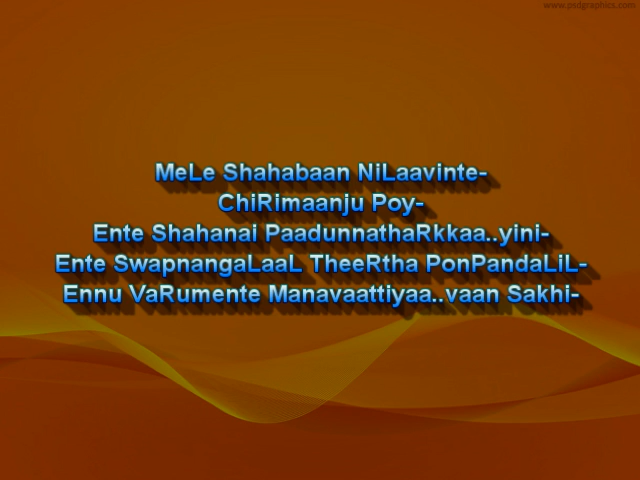 www.psdgraphics.com
MeLe Shahabaan NiLaavinte-
ChiRimaanju Poy-
Ente Shahanai PaadunnathaRkkaa..yini-
Ente SwapnangaLaaL TheeRtha PonPandaLiL-
Ennu VaRumente Manavaattiyaa..vaan Sakhi-